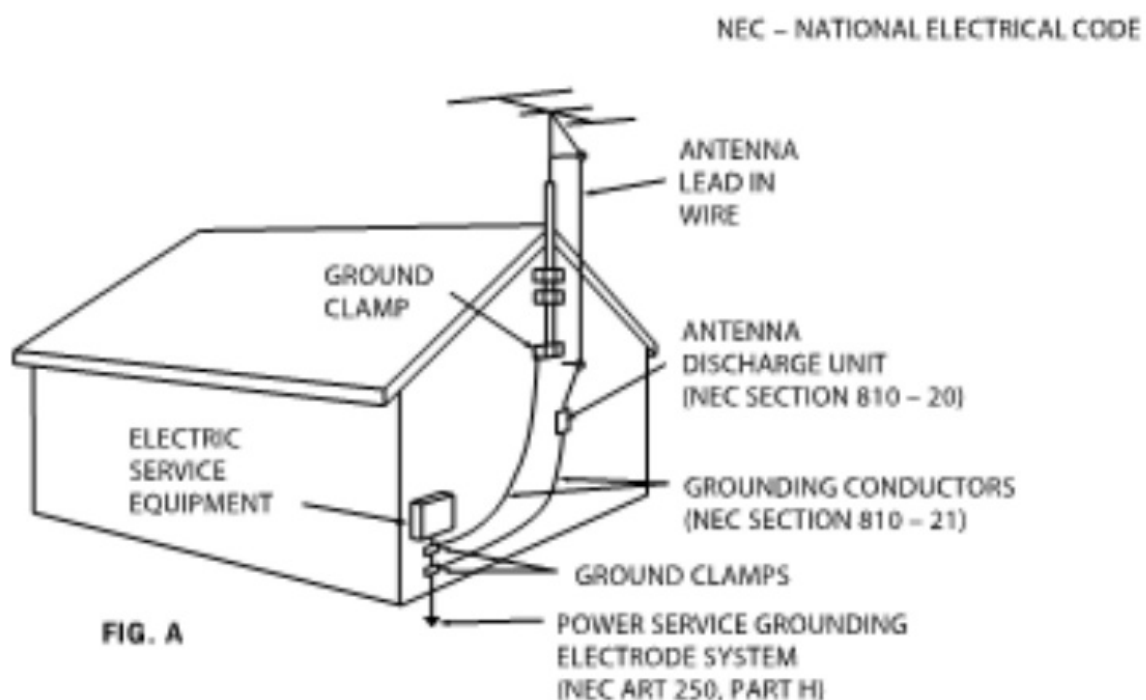 NEC – NATIONAL ELECTRICAL CODE
ANTENNA
LEAD IN
WIRE
GROUND
CLAMP
ANTENNA
DISCHARGE UNIT
(NEC SECTION 810 – 20)
ELECTRIC
SERVICE
EQUIPMENT
GROUNDING CONDUCTORS
(NEC SECTION 810 – 21)
GROUND CLAMPS
POWER SERVICE GROUNDING
ELECTRODE SYSTEM
(NEC ART 250, PART H)
FIG. A